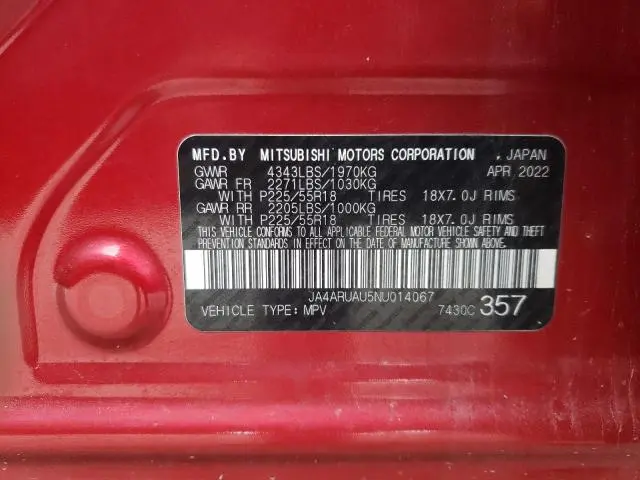 MFD.BY MITSUBISHI MOTORS CORPORATION , JAPAN
GVWR 4343LBS/1970KG APR 2022
GAWR FR 2271LBS/1030KG
WITH P225/55R18 TIRES 18X7.0J RIMS
GAWR RR 2205LBS/1000KG
WITH P225/55R18 TIRES 18X7.0J RIMS
THIS VEHICLE CONFORMS TO ALL APPLICABLE FEDERAL MOTOR VEHICLE SAFETY AND THEFT
PREVENTION STANDARDS IN EFFECT ON THE DATE OF MANUFACTURE SHOWN ABOVE.
JA4ARUAU5NU014067
VEHICLE TYPE: MPV 7430C 357